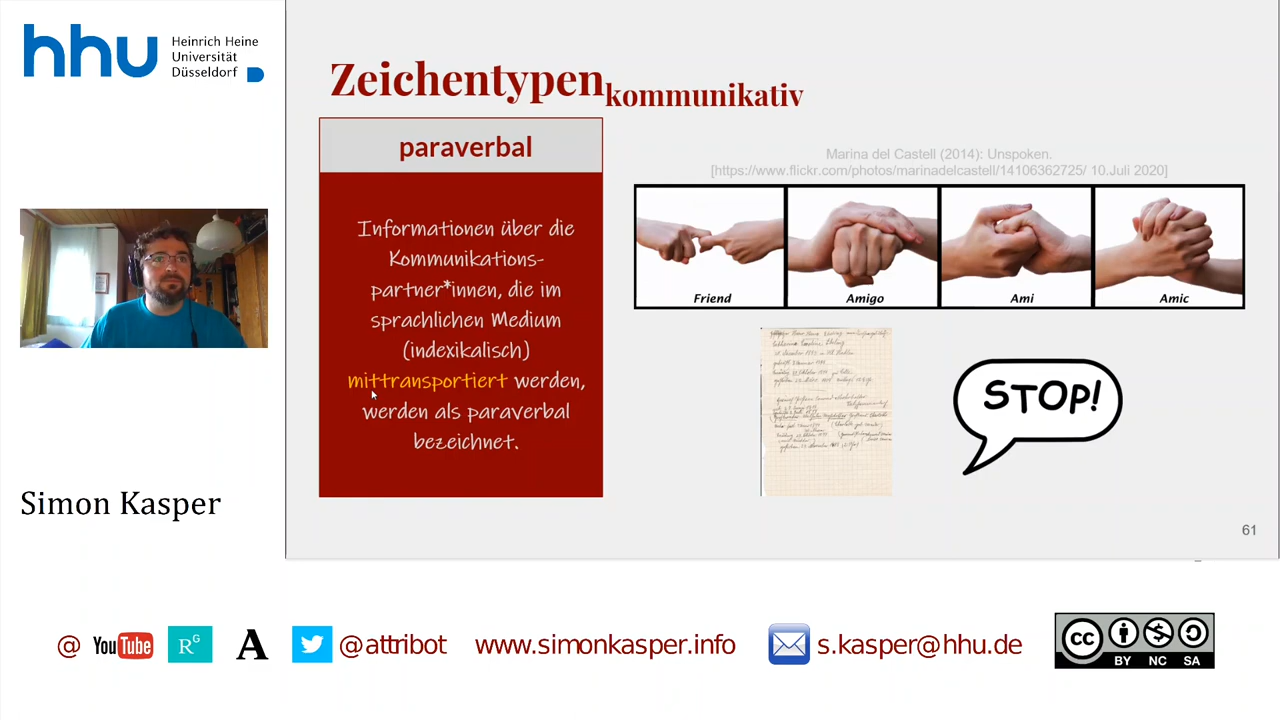 hhu
Heinrich Heine
Universität
Düsseldorf
Zeichentypen kommunikativ
paraverbal
Informationen über die
Kommunikations-
partner*innen, die im
sprachlichen Medium
(indexikalisch)
mittransportiert werden,
werden als paraverbal
bezeichnet.
Marina del Castell (2014): Unspoken.
[https://www.flickr.com/photos/marinadelcastell/14106362725/ 10.Juli 2020]
Friend
Amigo
Ami
Amic
STOP!
61
Simon Kasper
@ YouTube RG A @attribot www.simonkasper.info s.kasper@hhu.de
cc
BY NC SA